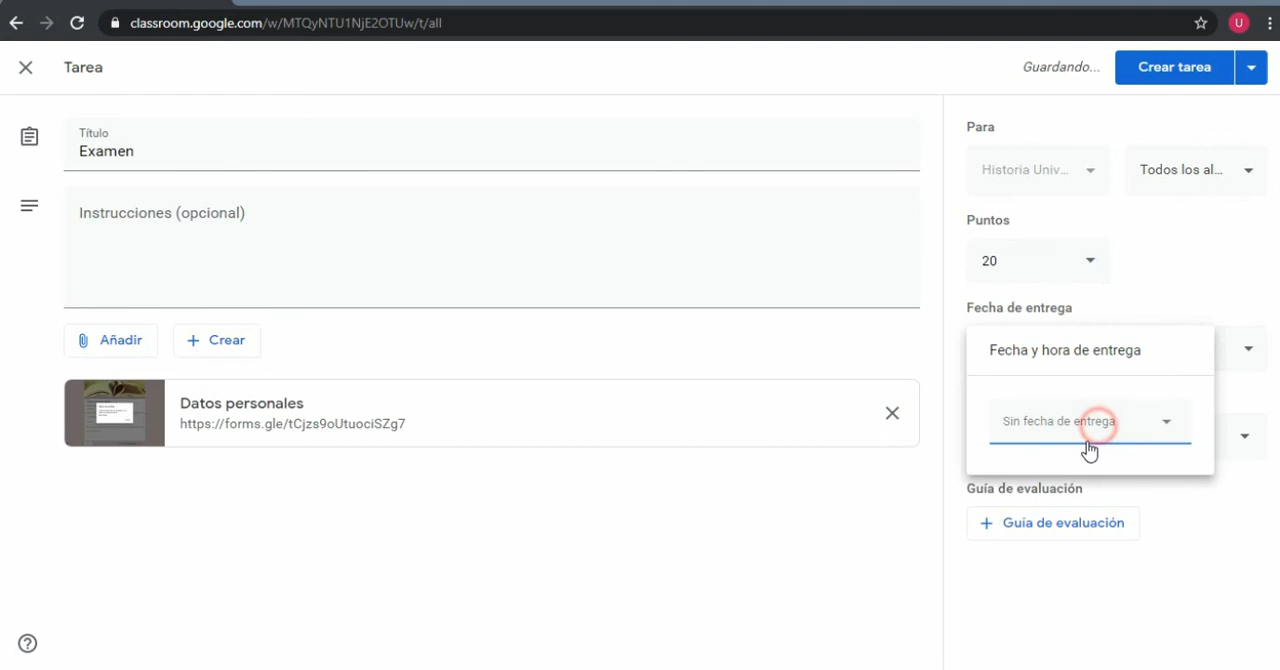 classroom.google.com/w/MTQyNTU1NjE2OTUw/t/all
U
Tarea
Guardando...
Crear tarea
Título
Examen
Instrucciones (opcional)
Añadir
Crear
Datos personales
https://forms.gle/tCjzs9oUtuociSZg7
Para
Historia Univ...
Todos los al...
Puntos
20
Fecha de entrega
Fecha y hora de entrega
Sin fecha de entrega
Guía de evaluación
Guía de evaluación